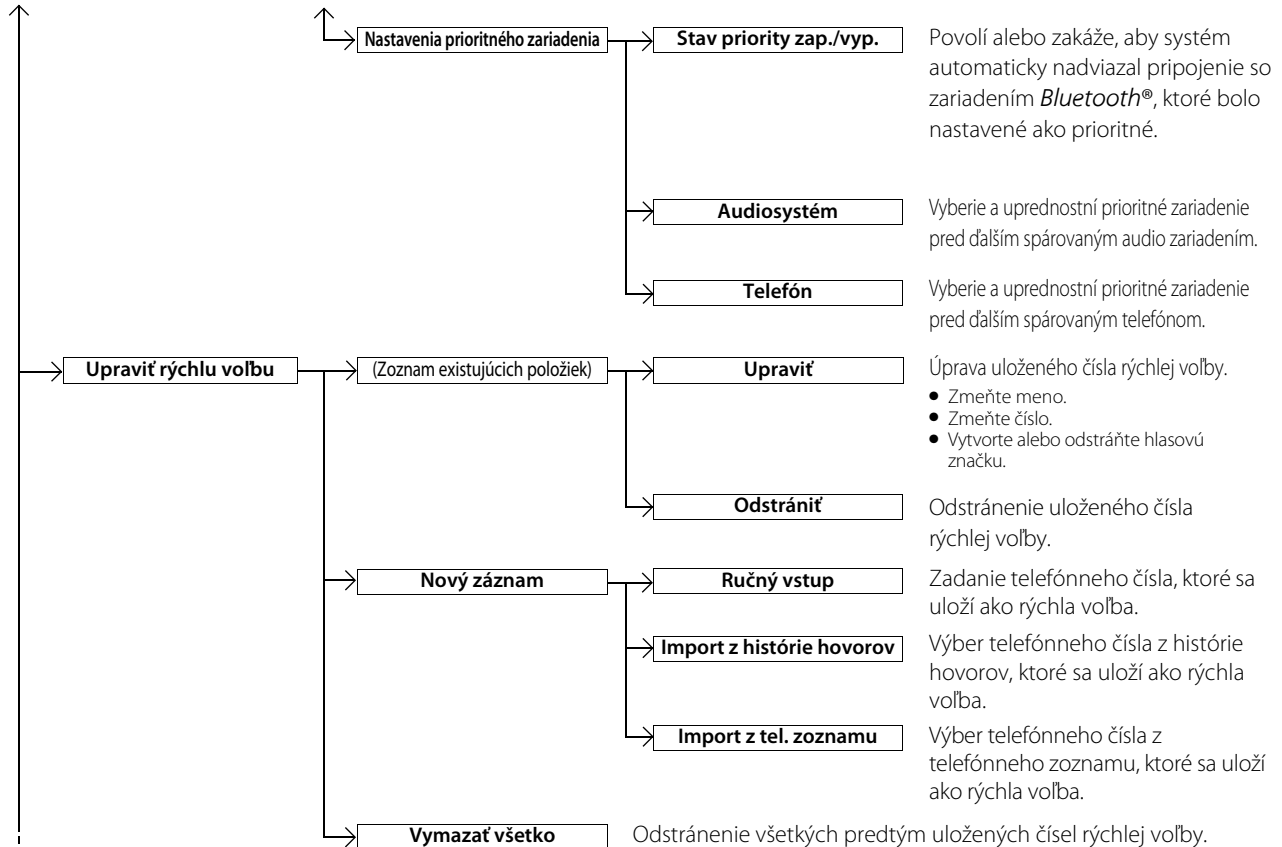 Nastavenia prioritného zariadenia
Stav priority zap./vyp.
Povolí alebo zakáže, aby systém
automaticky nadviazal pripojenie so
zariadením Bluetooth®, ktoré bolo
nastavené ako prioritné.
Audiosystém
Vyberie a uprednostní prioritné zariadenie
pred ďalším spárovaným audio zariadením.
Telefón
Vyberie a uprednostní prioritné zariadenie
pred ďalším spárovaným telefónom.
Upraviť rýchlu voľbu
(Zoznam existujúcich položiek)
Upraviť
Úprava uloženého čísla rýchlej voľby.
● Zmeňte meno.
● Zmeňte číslo.
● Vytvorte alebo odstráňte hlasovú
značku.
Odstrániť
Odstránenie uloženého čísla
rýchlej voľby.
Nový záznam
Ručný vstup
Zadanie telefónneho čísla, ktoré sa
uloží ako rýchla voľba.
Import z histórie hovorov
Výber telefónneho čísla z histórie
hovorov, ktoré sa uloží ako rýchla
voľba.
Import z tel. zoznamu
Výber telefónneho čísla z
telefónneho zoznamu, ktoré sa uloží
ako rýchla voľba.
Vymazať všetko
Odstránenie všetkých predtým uložených čísel rýchlej voľby.